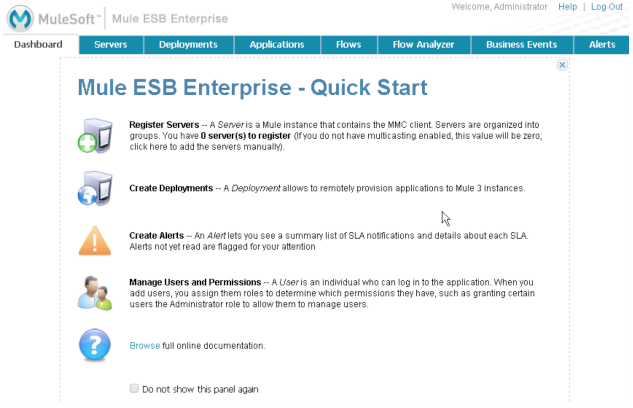 Welcome, Administrator Help | Log Out
MuleSoft™ | Mule ESB Enterprise
Dashboard Servers Deployments Applications Flows Flow Analyzer Business Events Alerts
Mule ESB Enterprise - Quick Start
Register Servers -- A Server is a Mule instance that contains the MMC client. Servers are organized into
groups. You have 0 server(s) to register (If you do not have multicasting enabled, this value will be zero;
click here to add the servers manually).
Create Deployments -- A Deployment allows to remotely provision applications to Mule 3 instances.
Create Alerts -- An Alert lets you see a summary list of SLA notifications and details about each SLA.
Alerts not yet read are flagged for your attention
Manage Users and Permissions -- A User is an individual who can log in to the application. When you
add users, you assign them roles to determine which permissions they have, such as granting certain
users the Administrator role to allow them to manage users.
Browse full online documentation.
Do not show this panel again